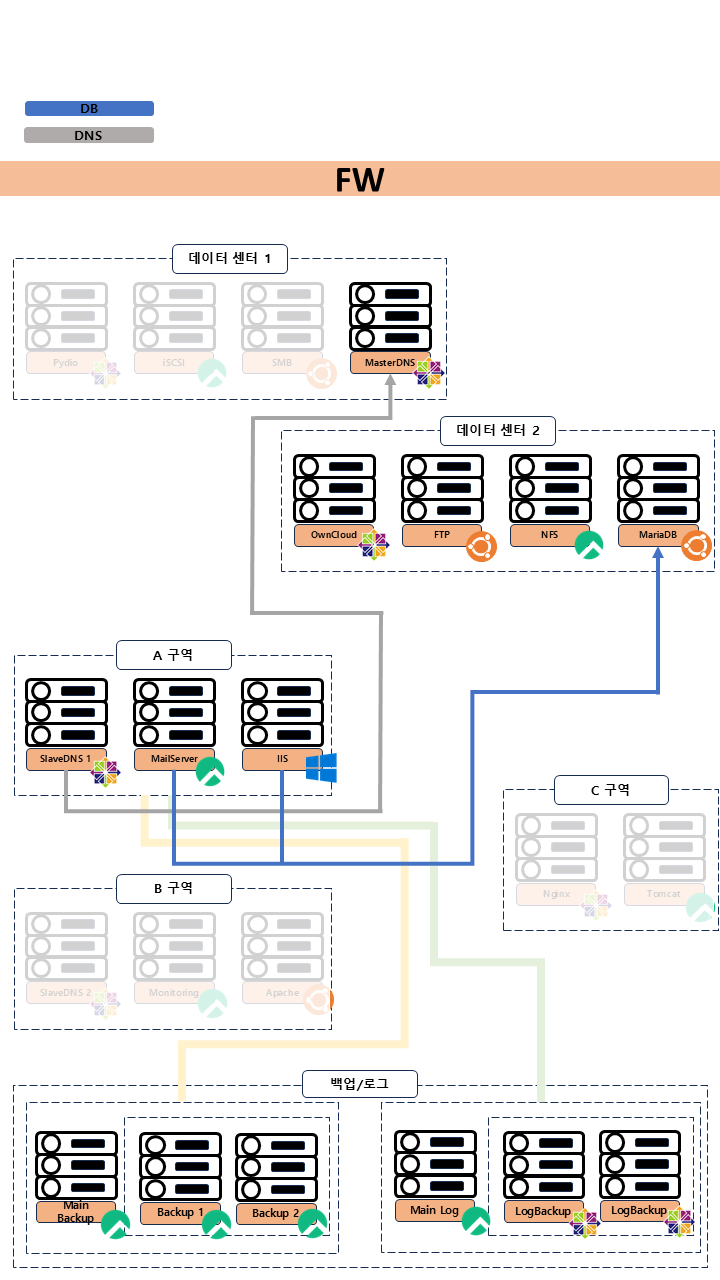 DB
DNS
FW
데이터 센터 1
Pydio
iSCSI
SMB
MasterDNS
데이터 센터 2
OwnCloud
FTP
NFS
MariaDB
A 구역
SlaveDNS 1
MailServer
IIS
C 구역
Nginx
Tomcat
B 구역
SlaveDNS 2
Monitoring
Apache
백업/로그
Main
Backup
Backup 1
Backup 2
Main Log
LogBackup
LogBackup